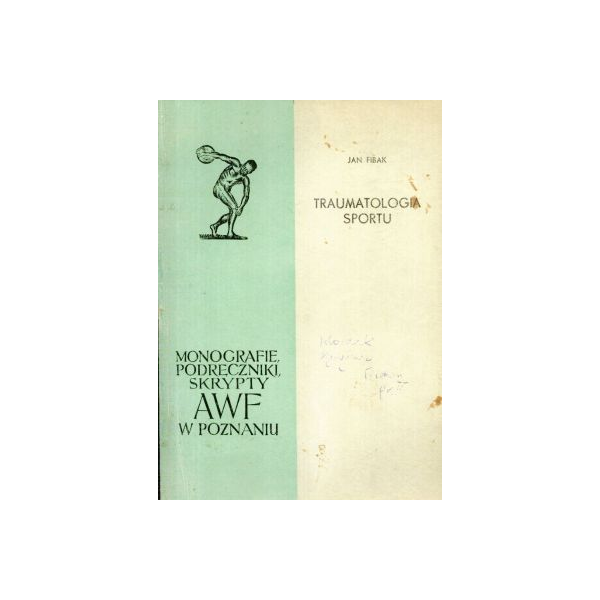 JAN FIBAK
TRAUMATOLOGIA
SPORTU
MONOGRAFIE,
PODRĘCZNIKI,
SKRYPTY
AWF
W POZNANIU